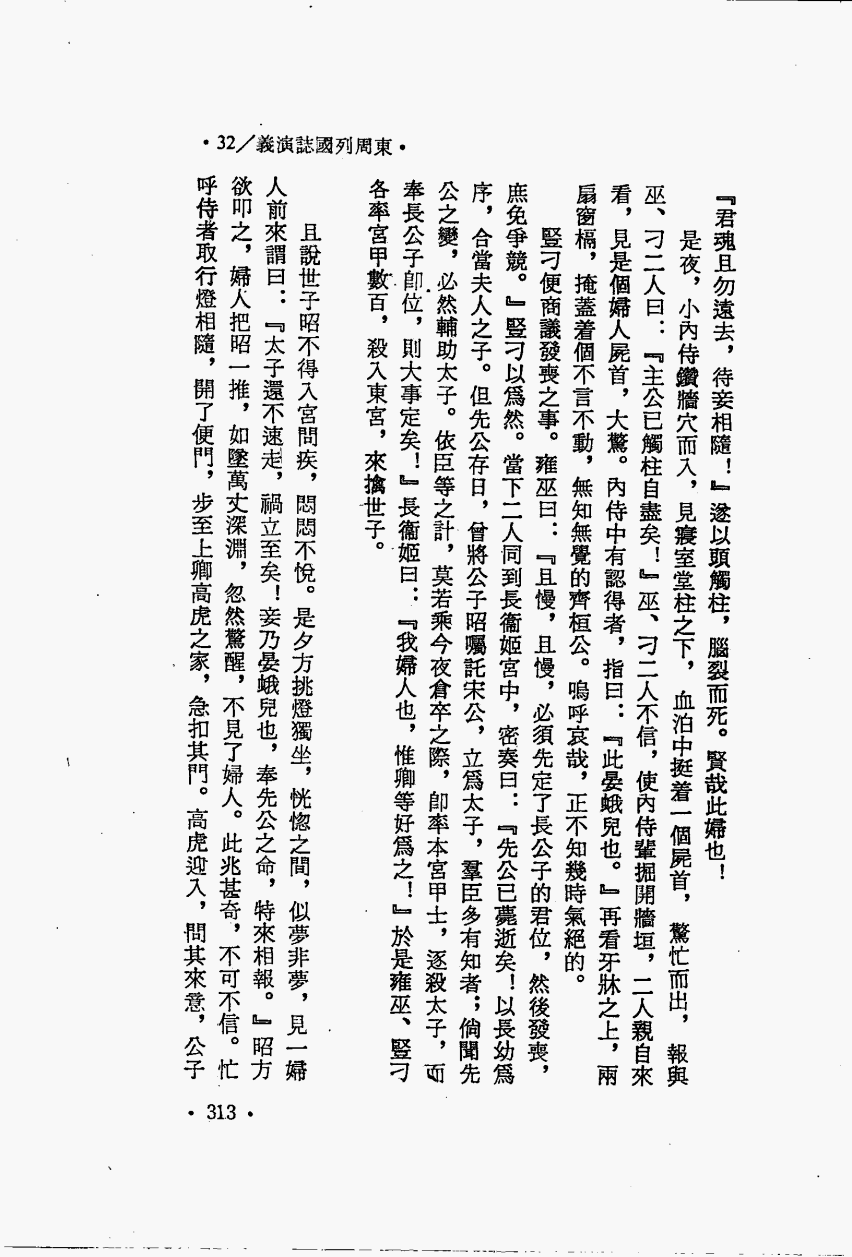 ·東周列國誌演義/32·
『君魂且勿遠去，待妾相隨！』遂以頭觸柱，腦裂而死。賢哉此婦也！
是夜，小內侍鑽牆穴而入，見寢室堂柱之下，血泊中挺着一個屍首，驚忙而出，報與
巫、刁二人曰：『主公已觸柱自盡矣！』巫、刁二人不信，使內侍輩掘開牆垣，二人親自來
看，見是個婦人屍首，大驚。內侍中有認得者，指曰：『此晏蛾兒也。』再看牙牀之上，兩
扇窗槅，掩蓋着個不言不動，無知無覺的齊桓公。嗚呼哀哉，正不知幾時氣絕的。
豎刁便商議發喪之事。雍巫曰：『且慢，且慢，必須先定了長公子的君位，然後發喪，
庶免爭競。』豎刁以爲然。當下二人同到長衞姬宮中，密奏曰：『先公已薨逝矣！以長幼爲
序，合當夫人之子。但先公存日，曾將公子昭囑託宋公，立爲太子，羣臣多有知者；倘聞先
公之變，必然輔助太子。依臣等之計，莫若乘今夜倉卒之際，卽率本宮甲士，逐殺太子，而
奉長公子卽位，則大事定矣！』長衞姬曰：『我婦人也，惟卿等好爲之！』於是雍巫、豎刁
各率宮甲數百，殺入東宮，來擒世子。
且說世子昭不得入宮問疾，悶悶不悅。是夕方挑燈獨坐，恍惚之間，似夢非夢，見一婦
人前來謂曰：『太子還不速走，禍立至矣！妾乃晏蛾兒也，奉先公之命，特來相報。』昭方
欲叩之，婦人把昭一推，如墜萬丈深淵，忽然驚醒，不見了婦人。此兆甚奇，不可不信。忙
呼侍者取行燈相隨，開了便門，步至上卿高虎之家，急扣其門。高虎迎入，問其來意，公子
·313·